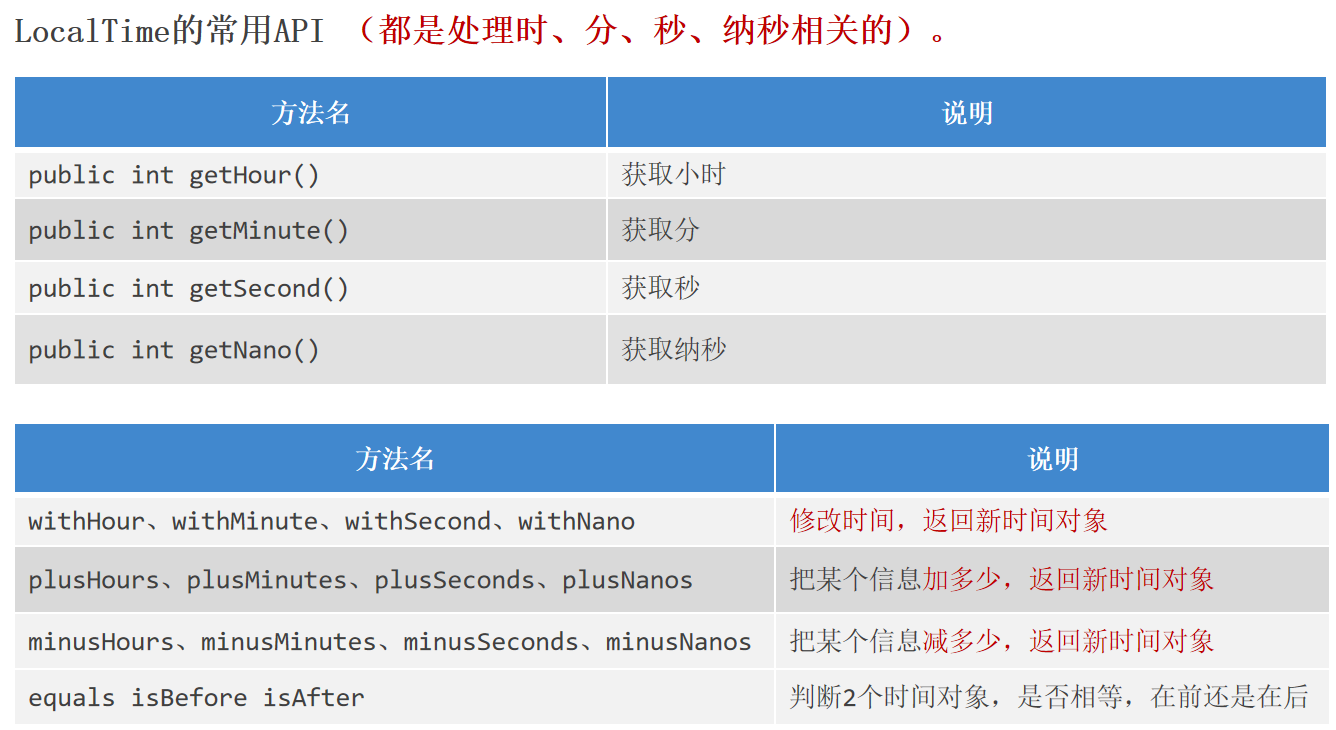 LocalTime的常用API （都是处理时、分、秒、纳秒相关的）。
方法名 说明
public int getHour() 获取小时
public int getMinute() 获取分
public int getSecond() 获取秒
public int getNano() 获取纳秒
方法名 说明
withHour、withMinute、withSecond、withNano 修改时间，返回新时间对象
plusHours、plusMinutes、plusSeconds、plusNanos 把某个信息加多少，返回新时间对象
minusHours、minusMinutes、minusSeconds、minusNanos 把某个信息减多少，返回新时间对象
equals isBefore isAfter 判断2个时间对象，是否相等，在前还是在后